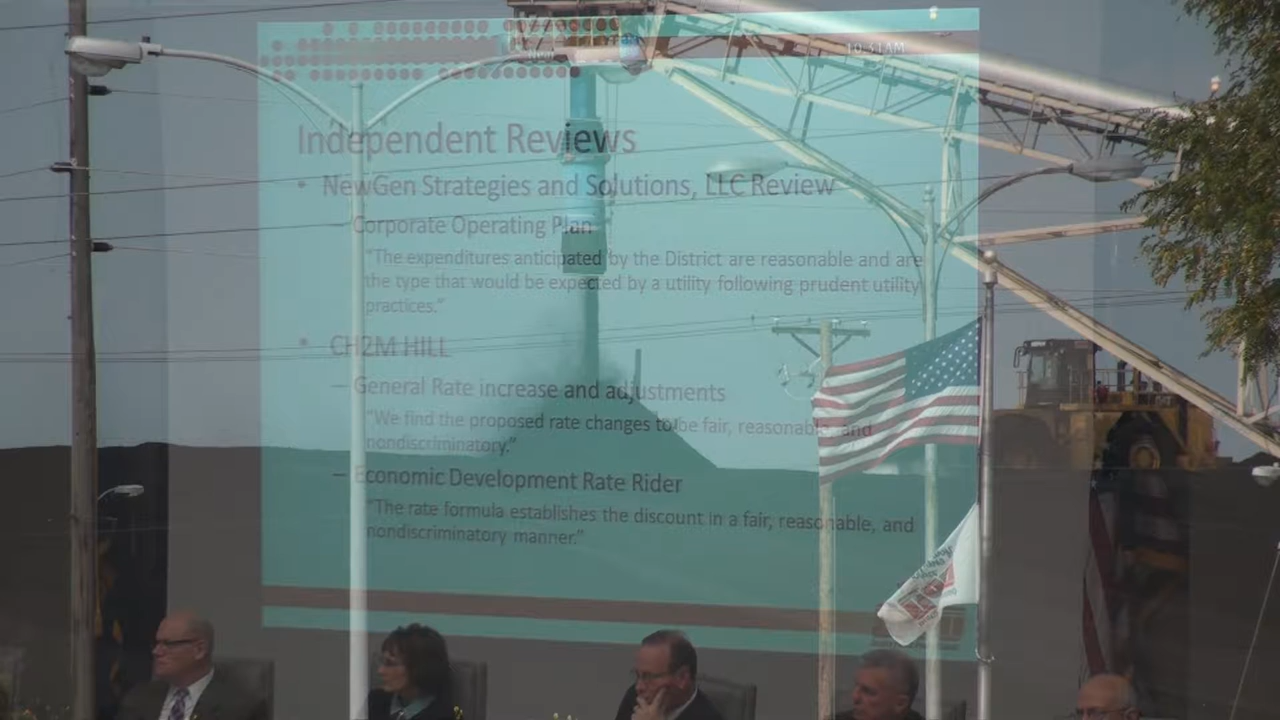 10:31AM
Independent Reviews
• NewGen Strategies and Solutions, LLC Review
Corporate Operating Plan
"The expenditures anticipated by the District are reasonable and are
the type that would be expected by a utility following prudent utility
practices."
• CH2M HILL
– General Rate increase and adjustments
"We find the proposed rate changes to be fair, reasonable, and
nondiscriminatory."
– Economic Development Rate Rider
"The rate formula establishes the discount in a fair, reasonable, and
nondiscriminatory manner."